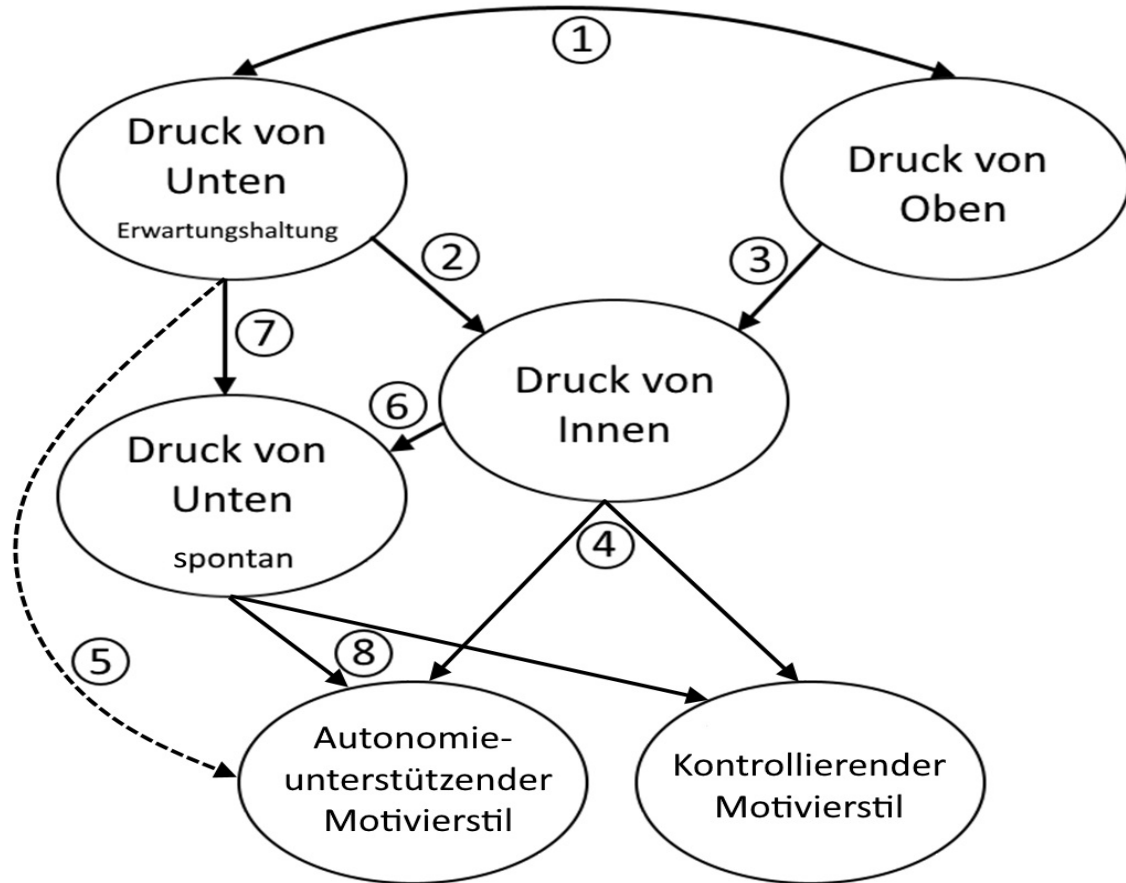 1
Druck von
Unten
Erwartungshaltung
Druck von
Oben
2
3
7
Druck von
Innen
6
Druck von
Unten
spontan
4
5
8
Autonomie-
unterstützender
Motivierstil
Kontrollierender
Motivierstil